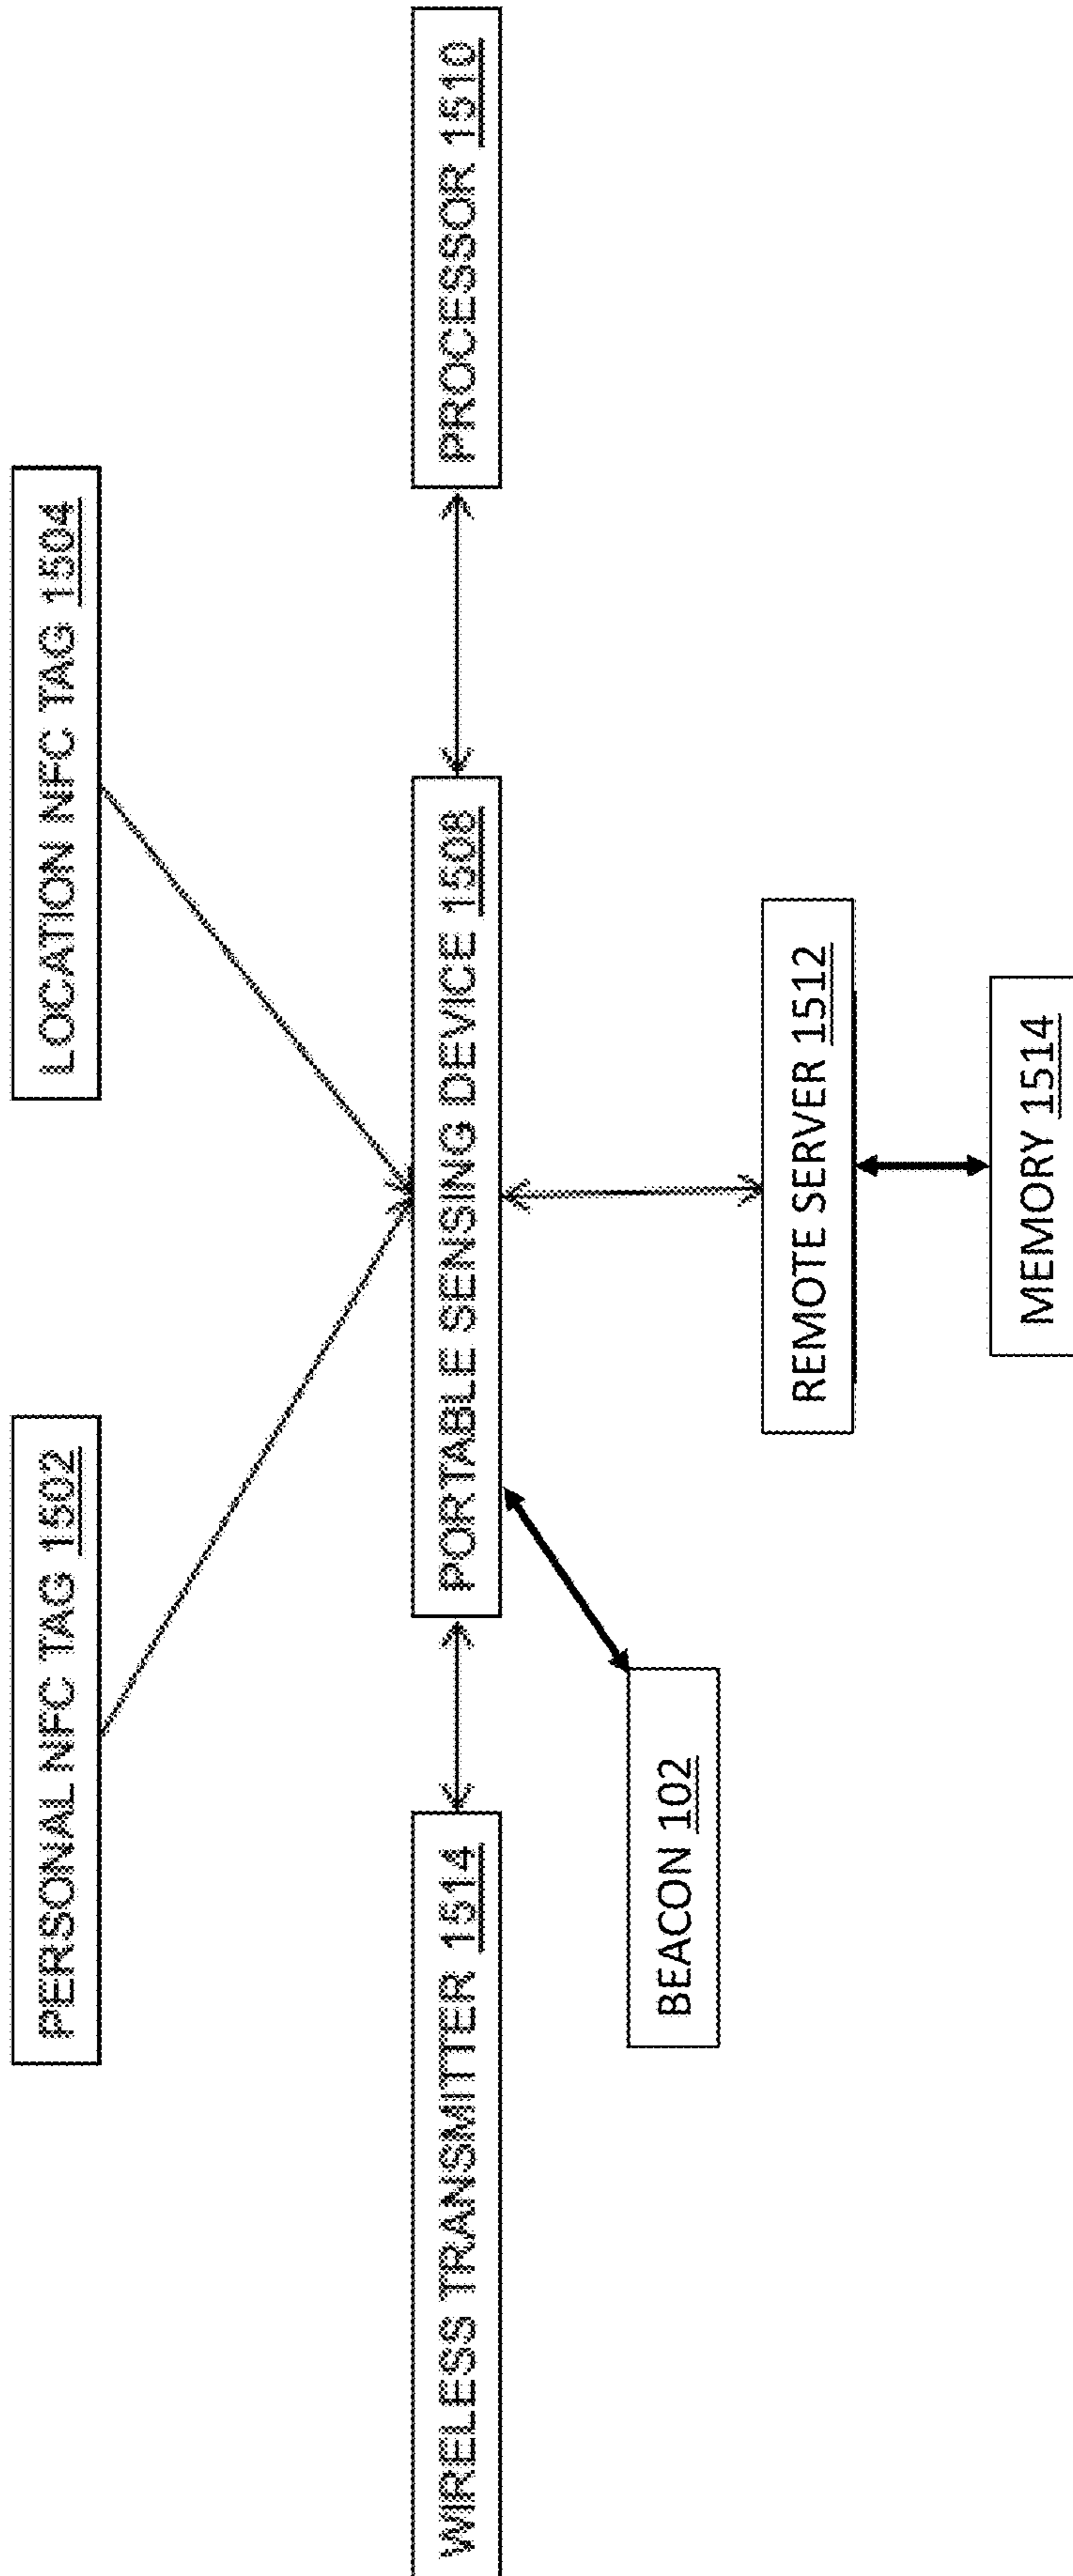 PERSONAL NFC TAG 1502
LOCATION NFC TAG 1504
WIRELESS TRANSMITTER 1514
PORTABLE SENSING DEVICE 1508
PROCESSOR 1510
BEACON 102
REMOTE SERVER 1512
MEMORY 1514